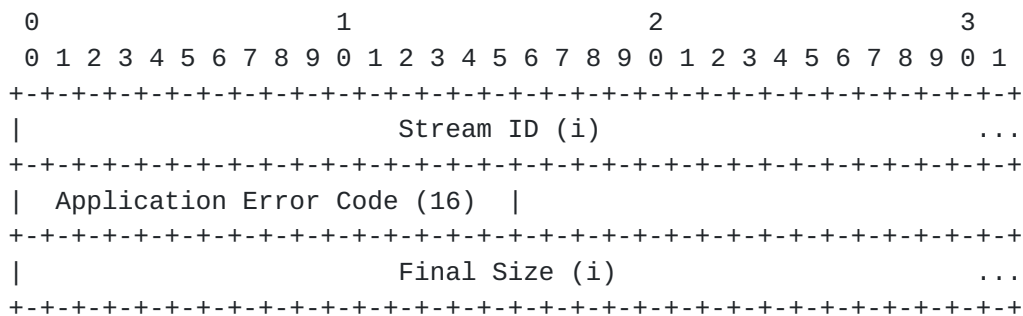 0                   1                   2                   3
 0 1 2 3 4 5 6 7 8 9 0 1 2 3 4 5 6 7 8 9 0 1 2 3 4 5 6 7 8 9 0 1
+-+-+-+-+-+-+-+-+-+-+-+-+-+-+-+-+-+-+-+-+-+-+-+-+-+-+-+-+-+-+-+-+
|                        Stream ID (i)                        ...
+-+-+-+-+-+-+-+-+-+-+-+-+-+-+-+-+-+-+-+-+-+-+-+-+-+-+-+-+-+-+-+-+
|  Application Error Code (16)  |
+-+-+-+-+-+-+-+-+-+-+-+-+-+-+-+-+-+-+-+-+-+-+-+-+-+-+-+-+-+-+-+-+
|                        Final Size (i)                       ...
+-+-+-+-+-+-+-+-+-+-+-+-+-+-+-+-+-+-+-+-+-+-+-+-+-+-+-+-+-+-+-+-+